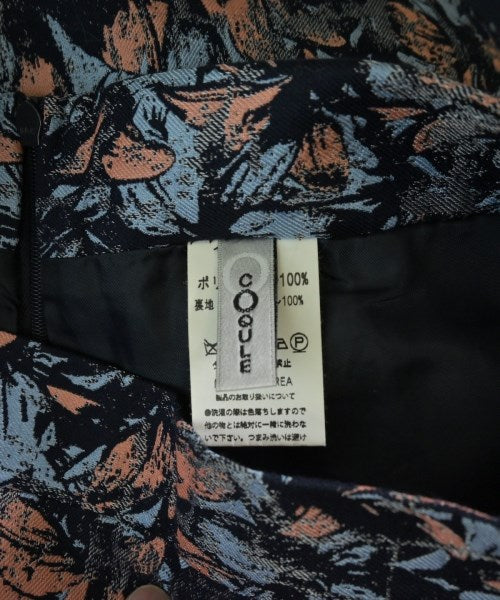 COQULE
ポリ 100%
裏地 100%
止
REA
製品のお取り扱いについて
◎洗濯の際は色落ちしますので
他の物とは絶対に一緒に洗わな
いで下さい。つまみ洗いは避け